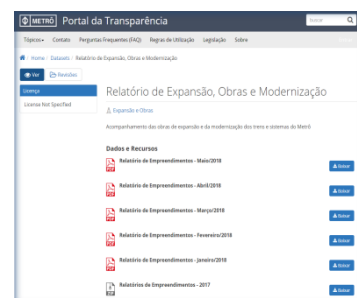 METRÔ Portal da Transparência
Tópicos Contato Perguntas Frequentes (FAQ) Regras de Utilização Legislação Sobre
Home / Datasets / Relatório de Expansão, Obras e Modernização
Ver Revisões
Licença
License Not Specified
Relatório de Expansão, Obras e Modernização
Expansão e Obras
Acompanhamento das obras de expansão e da modernização dos trens e sistemas do Metrô
Dados e Recursos
Relatório de Empreendimentos - Maio/2018
Baixar
Relatório de Empreendimentos - Abril/2018
Baixar
Relatório de Empreendimentos - Março/2018
Baixar
Relatório de Empreendimentos - Fevereiro/2018
Baixar
Relatório de Empreendimentos - Janeiro/2018
Baixar
Relatórios de Empreendimentos - 2017
Baixar